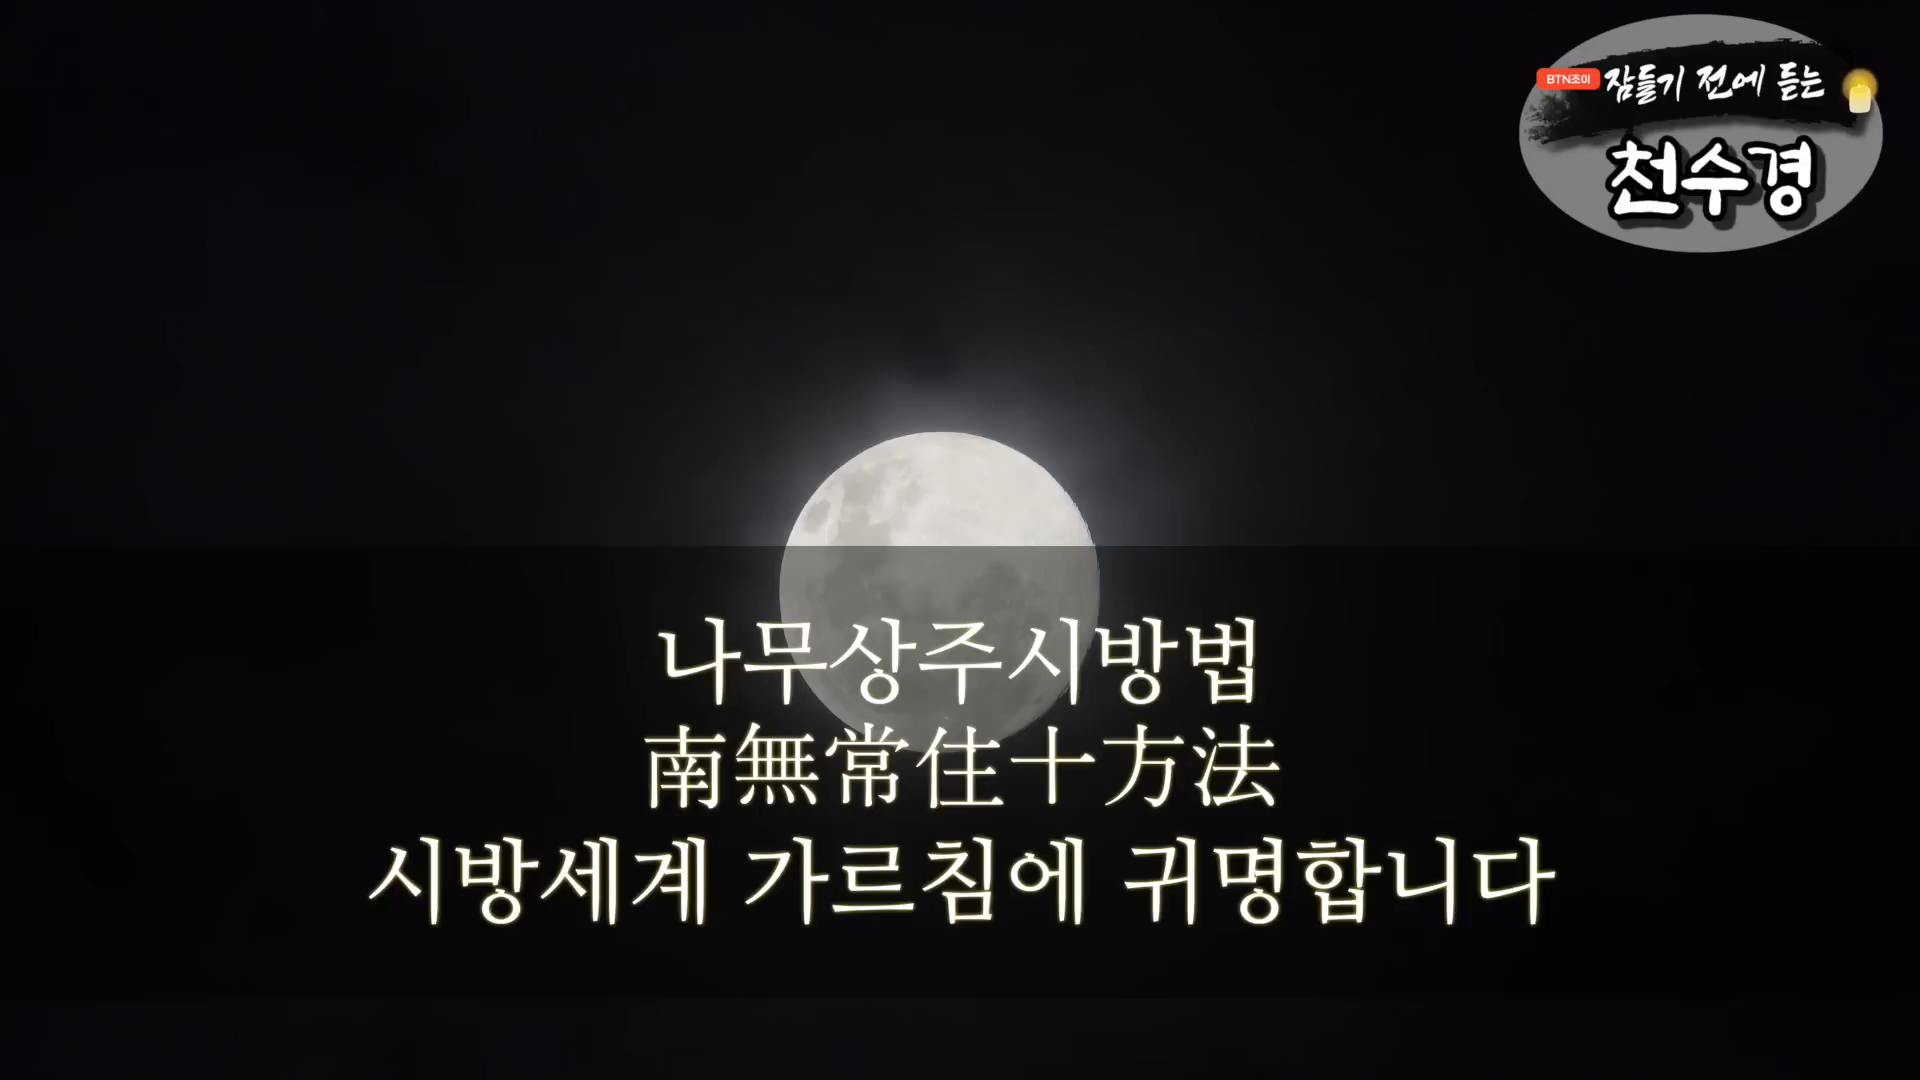 BTN조이 잠들기 전에 듣는
천수경
나무상주시방법
南無常住十方法
시방세계 가르침에 귀명합니다